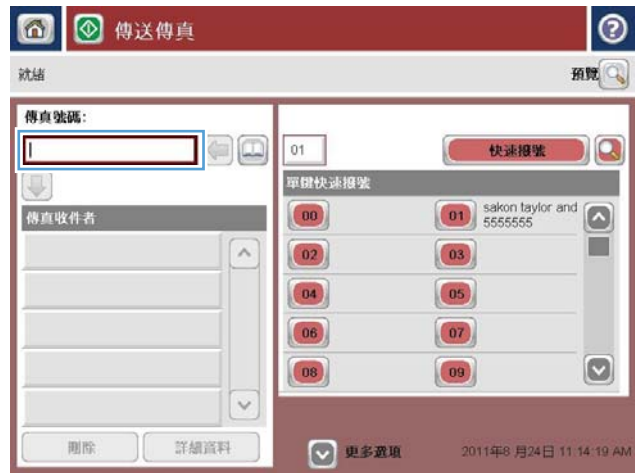 傳送傳真
就緒
預覽
傳真號碼:
01
快速撥號
單鍵快速撥號
傳真收件者
00
01
sakon taylor and
5555555
02
03
04
05
06
07
08
09
刪除
詳細資料
更多選項
2011年8 月24日 11:14:19 AM